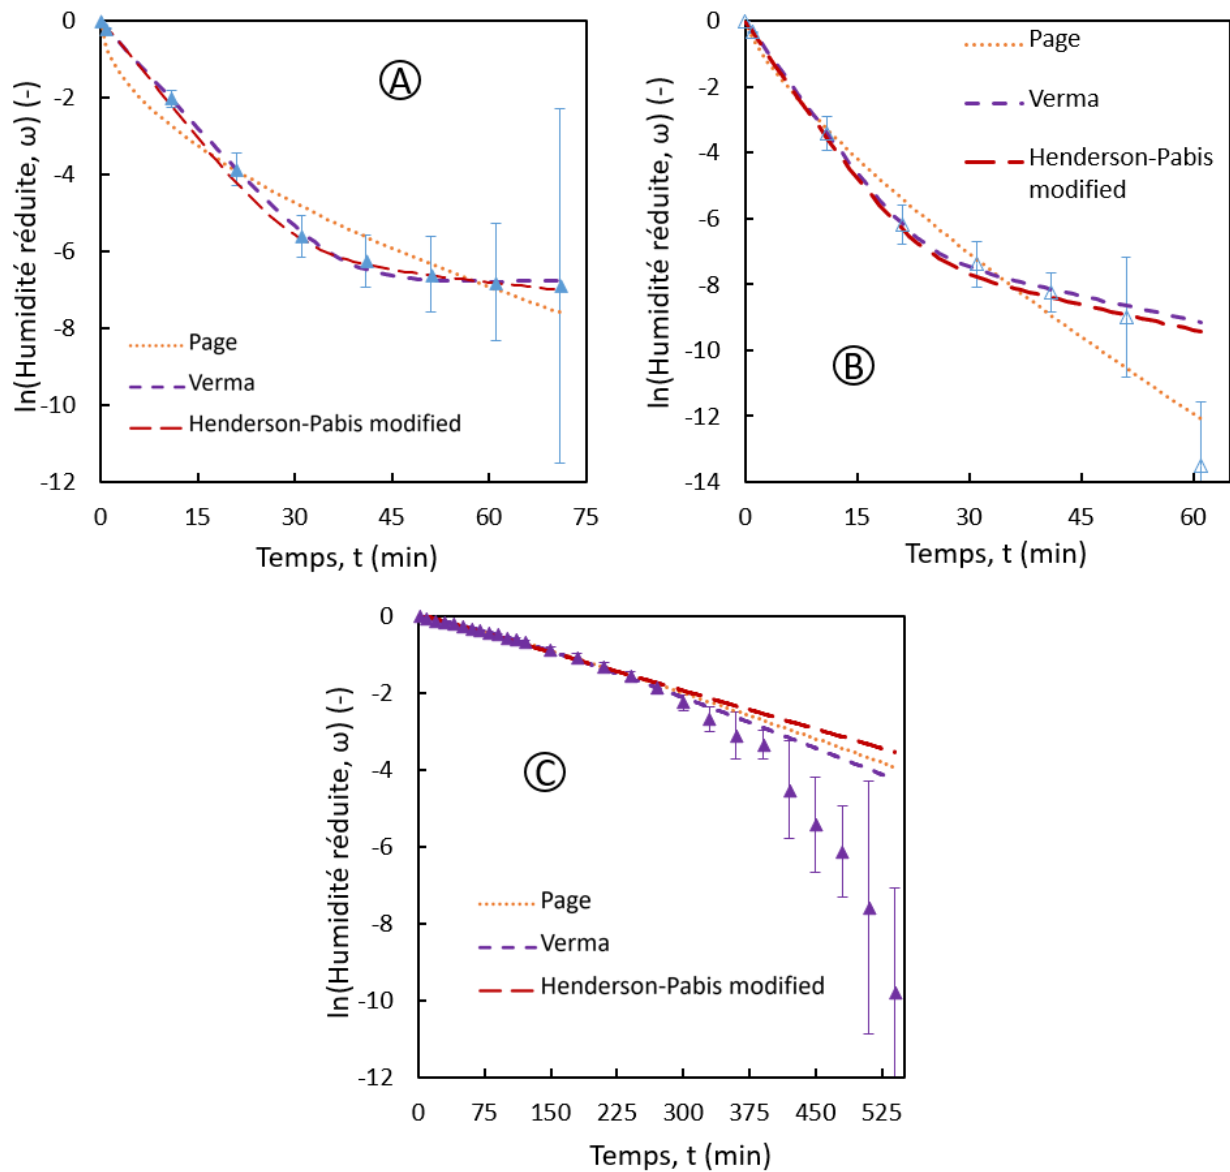 0
-2
-4
-6
-8
-10
-12
ln(Humidité réduite, ω) (-)
A
Page
Verma
Henderson-Pabis modified
0 15 30 45 60 75
Temps, t (min)
0
-2
-4
-6
-8
-10
-12
-14
ln(Humidité réduite, ω) (-)
Page
Verma
Henderson-Pabis
modified
B
0 15 30 45 60
Temps, t (min)
0
-2
-4
-6
-8
-10
-12
ln(Humidité réduite, ω) (-)
C
Page
Verma
Henderson-Pabis modified
0 75 150 225 300 375 450 525
Temps, t (min)